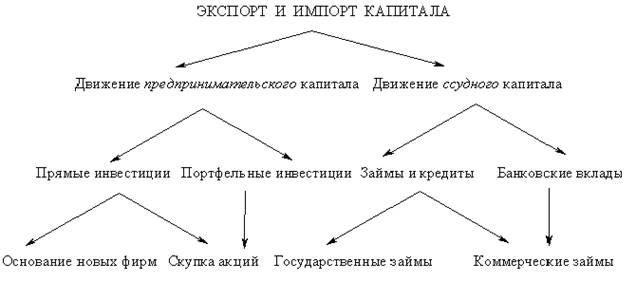 ЭКСПОРТ И ИМПОРТ КАПИТАЛА
Движение предпринимательского капитала Движение ссудного капитала
Прямые инвестиции Портфельные инвестиции Займы и кредиты Банковские вклады
Основание новых фирм Скупка акций Государственные займы Коммерческие займы